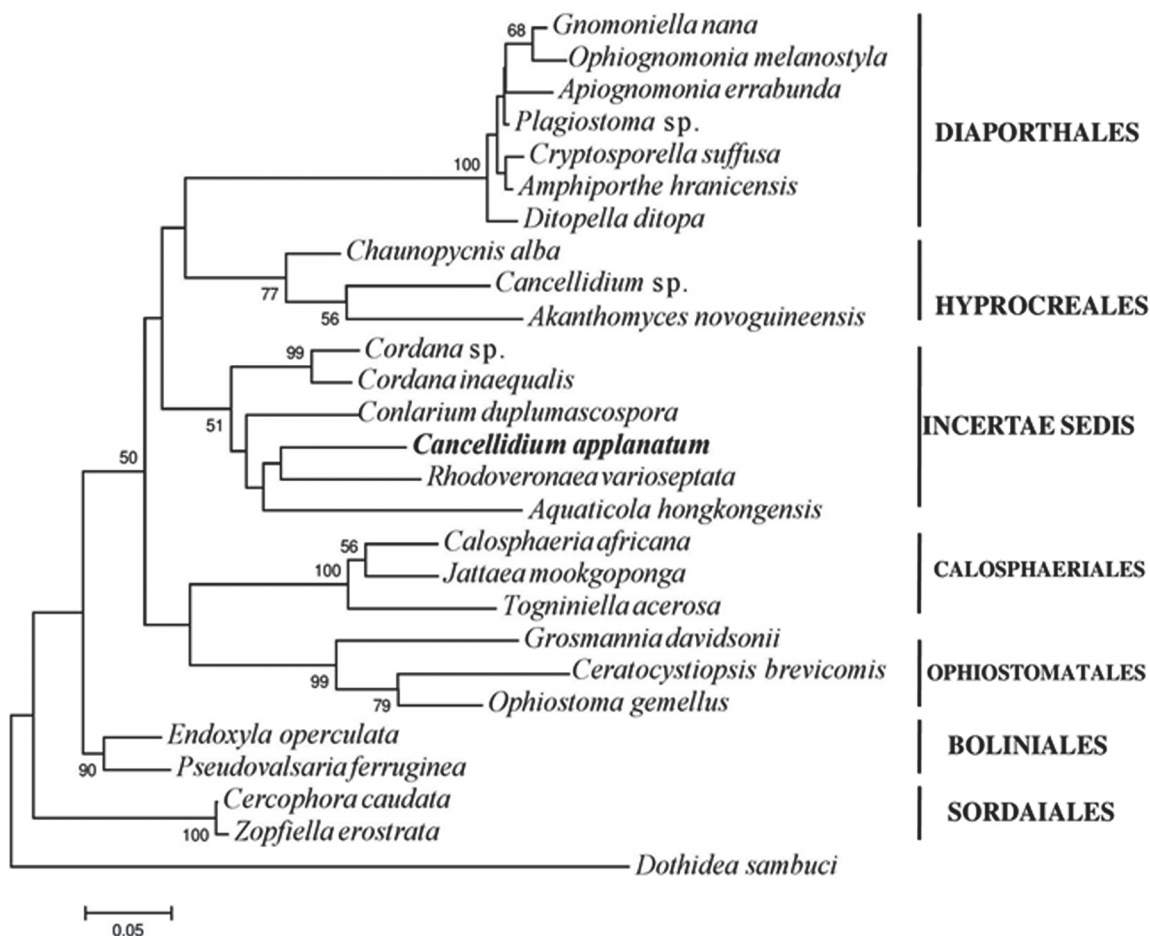 68
Gnomoniella nana
Ophiognomonia melanostyla
Apiognomonia errabunda
Plagiostoma sp.
DIAPORTHALES
Cryptosporella suffusa
100
Amphiporthe hranicensis
Ditopella ditopa
Chaunopycnis alba
Cancellidium sp.
77
HYPROCREALES
56
Akanthomyces novoguineensis
Cordana sp.
99
Cordana inaequalis
Conlarium duplumascospora
51
INCERTAE SEDIS
Cancellidium applanatum
50
Rhodoveronaea varioseptata
Aquaticola hongkongensis
Calosphaeria africana
56
100
Jattaea mookgoponga
CALOSPHAERIALES
Togniniella acerosa
Grosmannia davidsonii
Ceratocystiopsis brevicomis
OPHIOSTOMATALES
99
79
Ophiostoma gemellus
Endoxyla operculata
BOLINIALES
90
Pseudovalsaria ferruginea
Cercophora caudata
SORDAIALES
100
Zopfiella erostrata
Dothidea sambuci
0.05